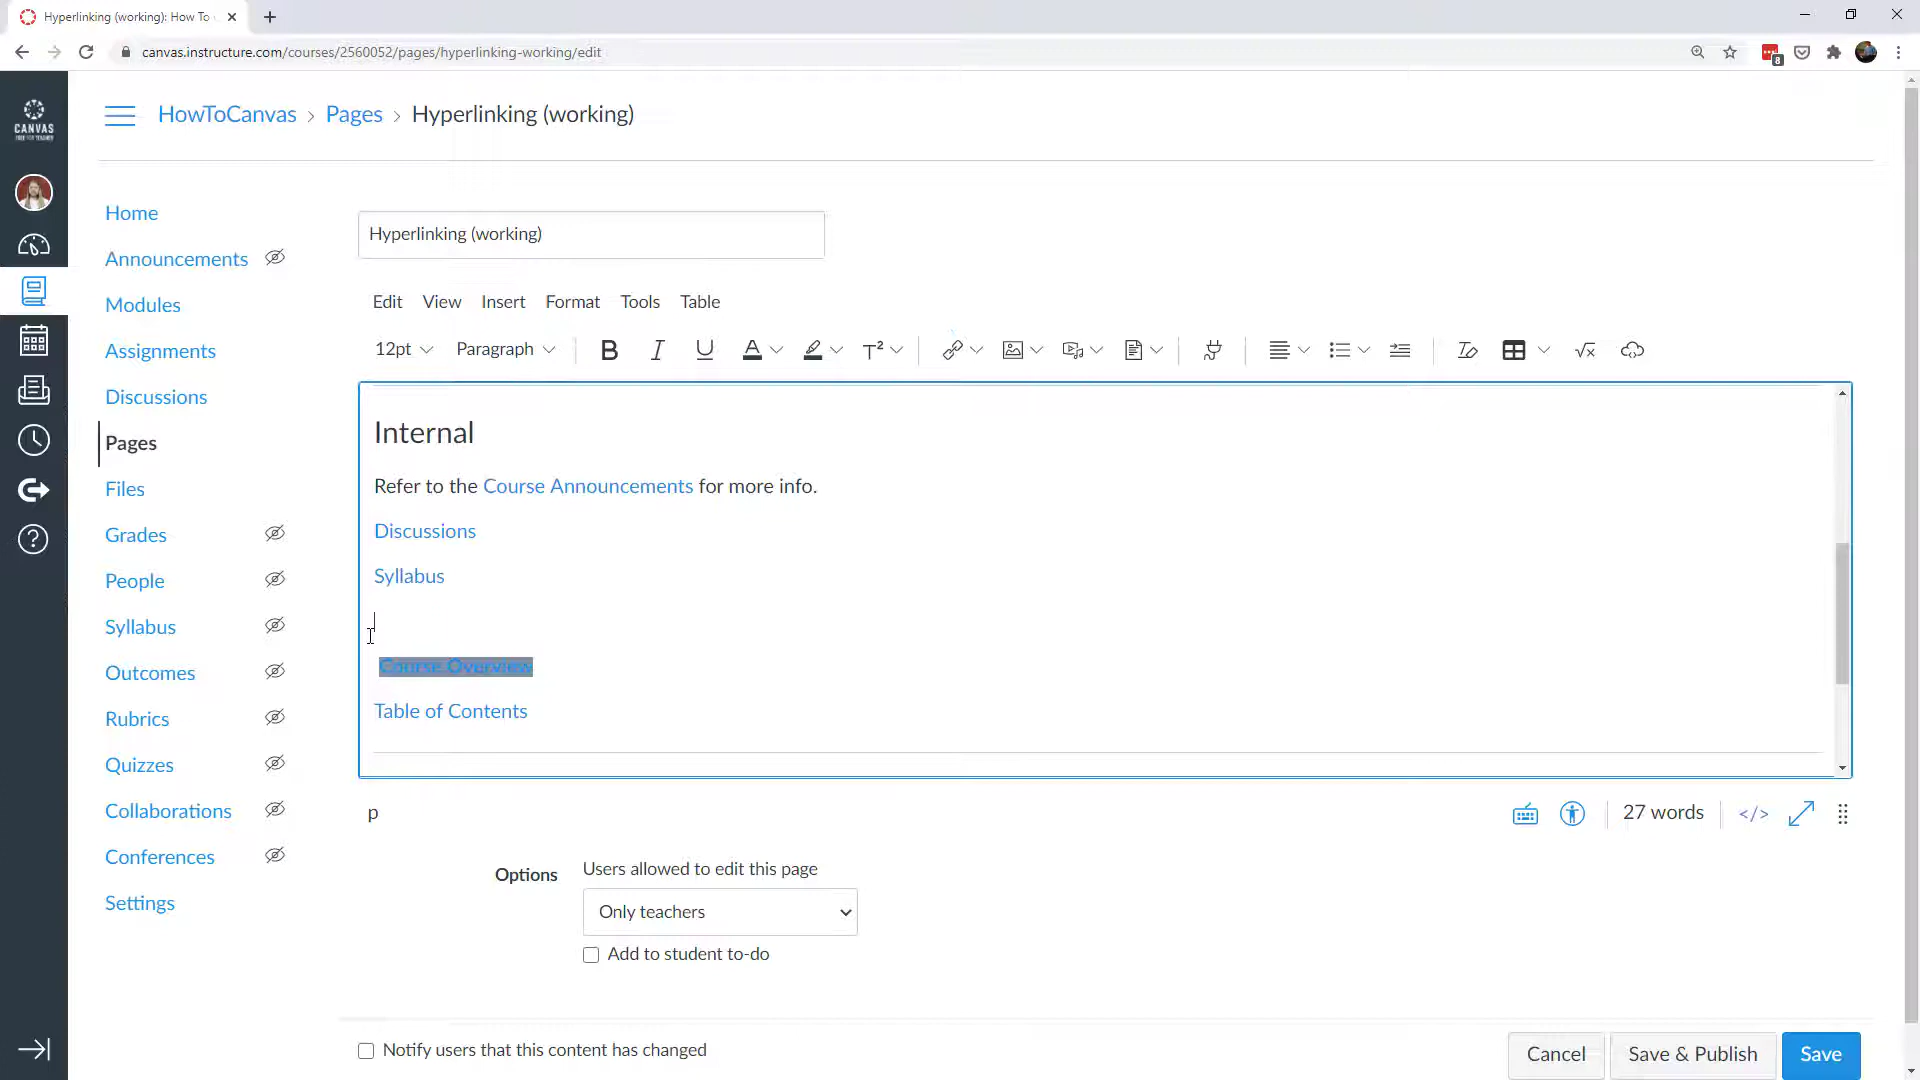 Hyperlinking (working): How To
canvas.instructure.com/courses/2560052/pages/hyperlinking-working/edit
8
CANVAS
HowToCanvas > Pages > Hyperlinking (working)
Home
Announcements
Modules
Assignments
Discussions
Pages
Files
Grades
People
Syllabus
Outcomes
Rubrics
Quizzes
Collaborations
Conferences
Settings
Hyperlinking (working)
Edit View Insert Format Tools Table
12pt Paragraph
Internal
Refer to the Course Announcements for more info.
Discussions
Syllabus
Course Overview
Table of Contents
p
27 words
</>
Options
Users allowed to edit this page
Only teachers
Add to student to-do
Notify users that this content has changed
Cancel Save & Publish Save